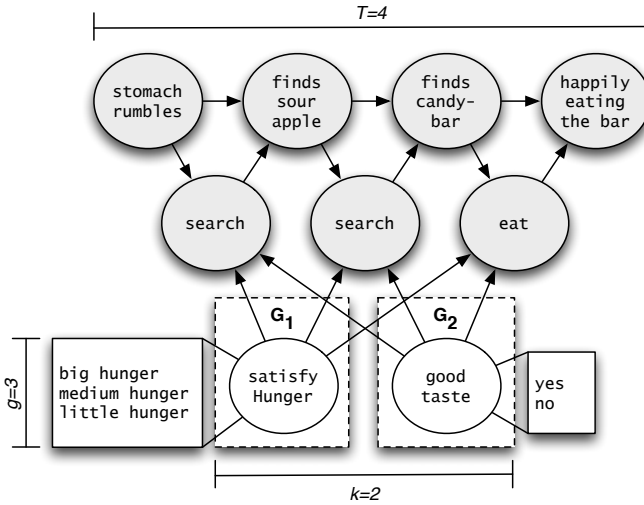 T=4
stomach
rumbles
finds
sour
apple
finds
candy-
bar
happily
eating
the bar
search
search
eat
G1
G2
g=3
big hunger
medium hunger
little hunger
satisfy
Hunger
good
taste
yes
no
k=2